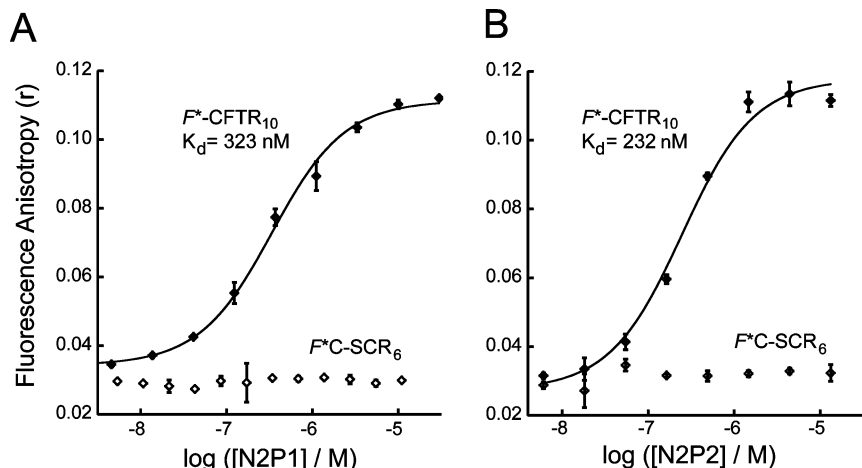 A
Fluorescence Anisotropy (r)
0.12
0.10
0.08
0.06
0.04
0.02
F*-CFTR₁₀
K_d= 323 nM
F*C-SCR₆
-8
-7
-6
-5
log ([N2P1] / M)
B
0.12
0.10
0.08
0.06
0.04
0.02
F*-CFTR₁₀
K_d= 232 nM
F*C-SCR₆
-8
-7
-6
-5
log ([N2P2] / M)